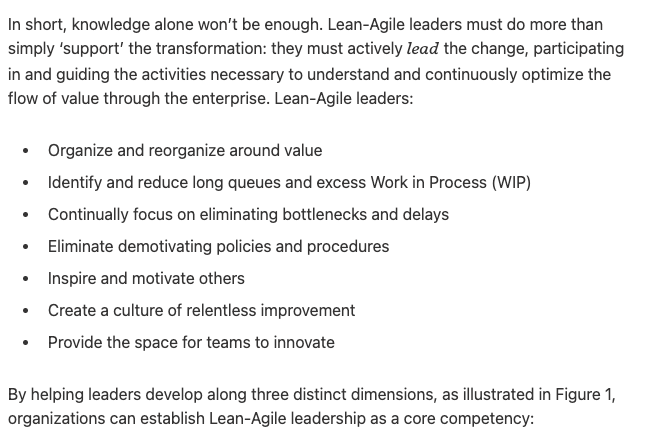 In short, knowledge alone won’t be enough. Lean-Agile leaders must do more than
simply ‘support’ the transformation: they must actively lead the change, participating
in and guiding the activities necessary to understand and continuously optimize the
flow of value through the enterprise. Lean-Agile leaders:
• Organize and reorganize around value
• Identify and reduce long queues and excess Work in Process (WIP)
• Continually focus on eliminating bottlenecks and delays
• Eliminate demotivating policies and procedures
• Inspire and motivate others
• Create a culture of relentless improvement
• Provide the space for teams to innovate
By helping leaders develop along three distinct dimensions, as illustrated in Figure 1,
organizations can establish Lean-Agile leadership as a core competency: